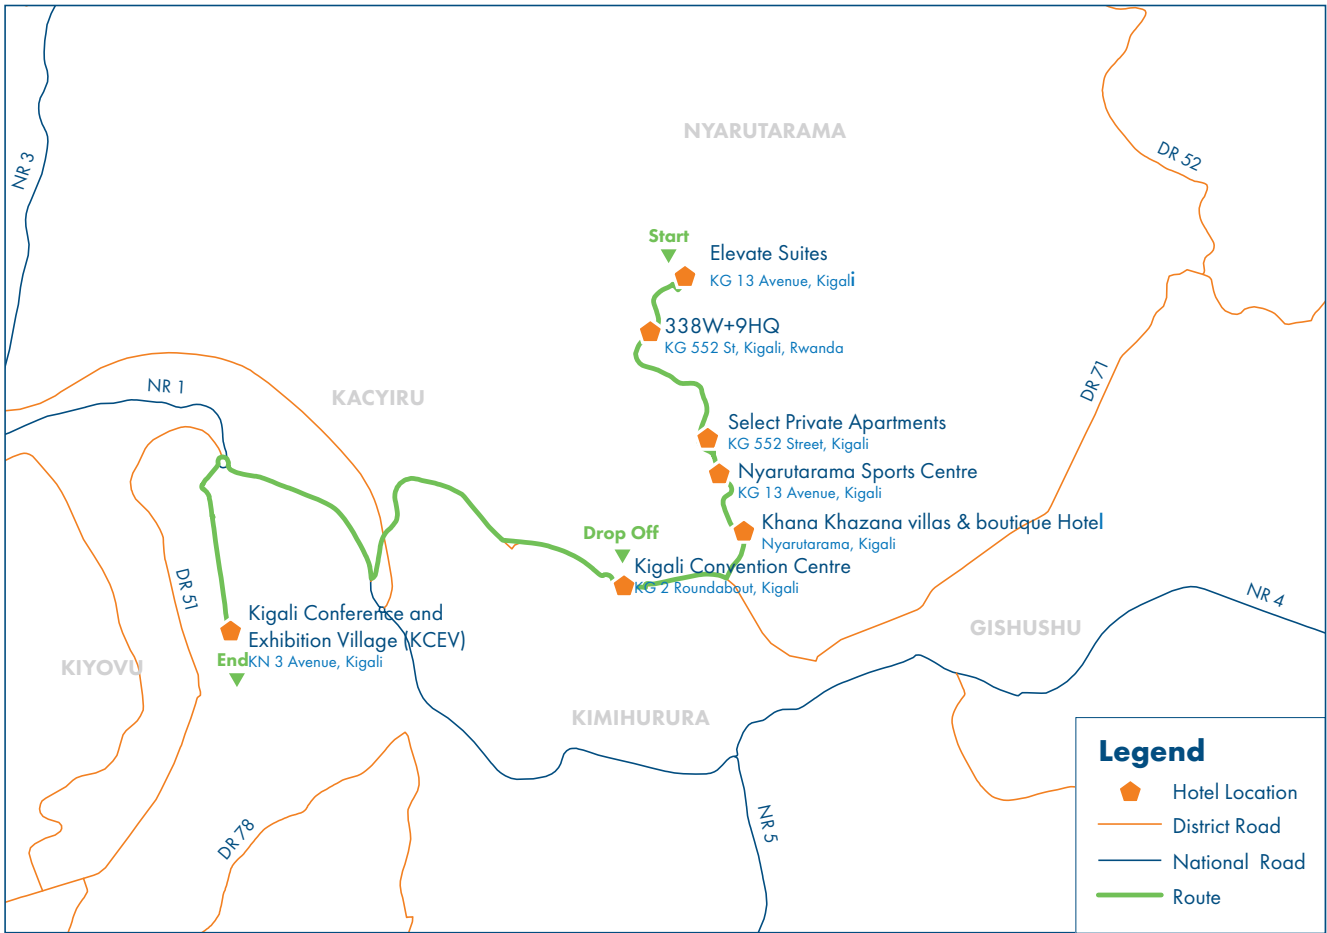 NR 3
NYARUTARAMA
DR 52
Start
Elevate Suites
KG 13 Avenue, Kigali
338W+9HQ
KG 552 St, Kigali, Rwanda
NR 1
KACYIRU
DR 71
Select Private Apartments
KG 552 Street, Kigali
Nyarutarama Sports Centre
KG 13 Avenue, Kigali
Khana Khazana villas & boutique Hotel
Nyarutarama, Kigali
Drop Off
Kigali Convention Centre
KG 2 Roundabout, Kigali
DR 51
NR 4
Kigali Conference and
Exhibition Village (KCEV)
End
KN 3 Avenue, Kigali
GISHUSHU
KIYOVU
KIMIHURURA
DR 78
NR 5
Legend
Hotel Location
District Road
National Road
Route